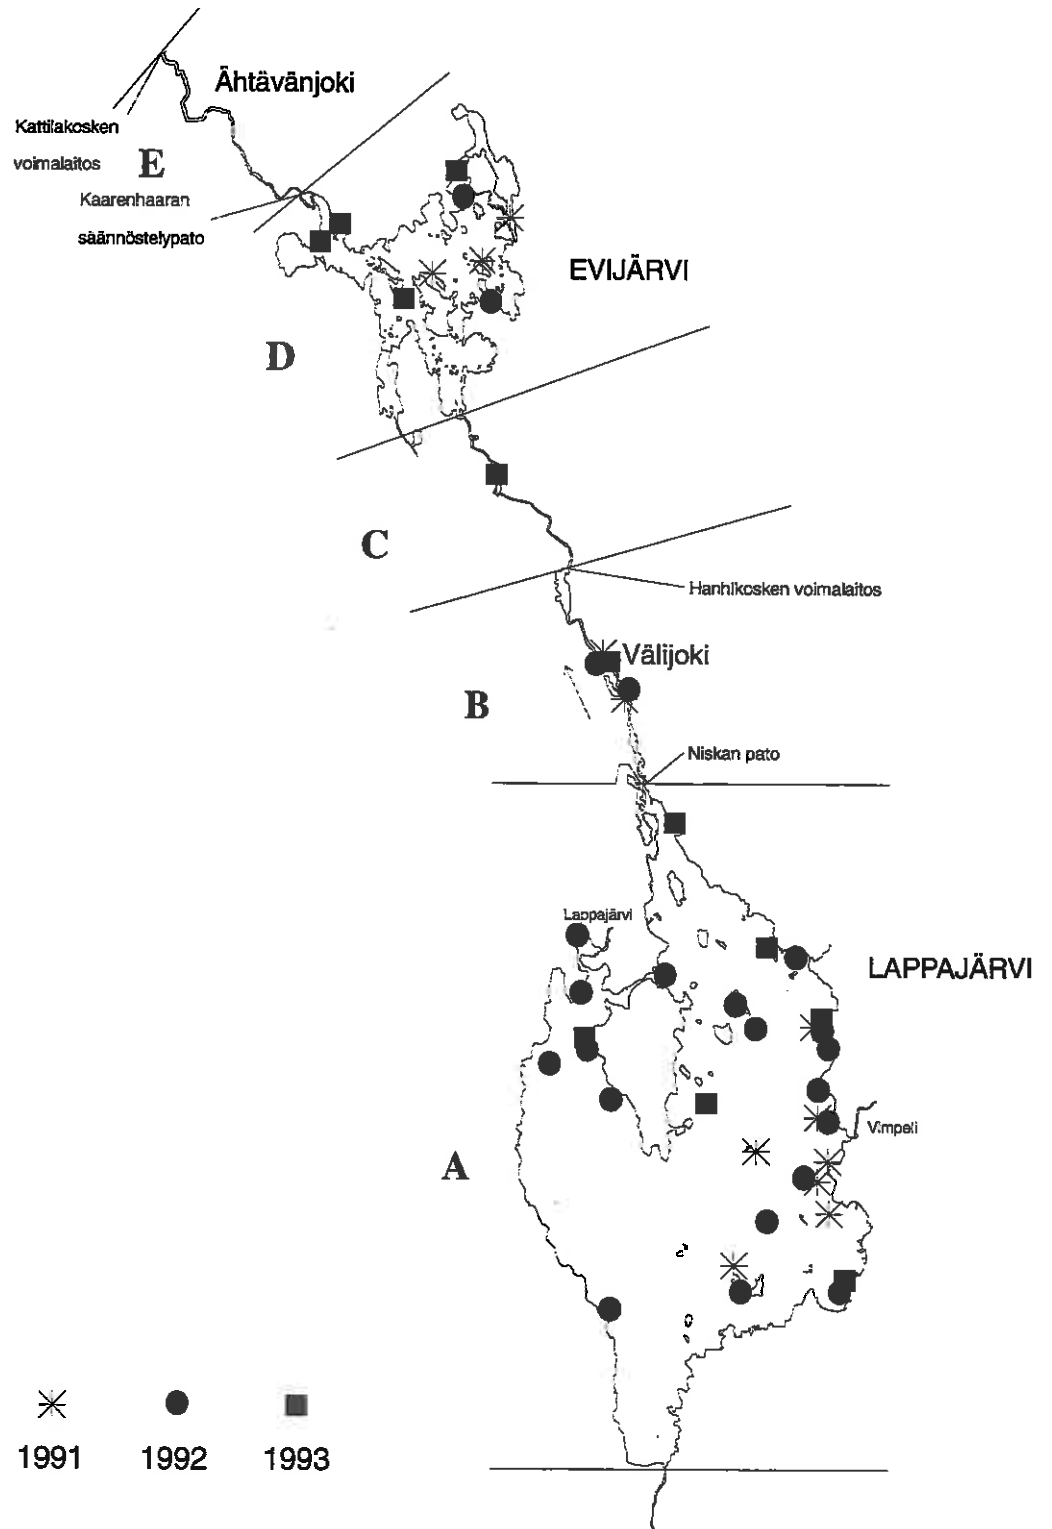 Ähtävänjoki
Kattilakosken
voimalaitos
E
Kaarenhaaran
säännöstelypato
EVIJÄRVI
D
C
Hanhikosken voimalaitos
Välijoki
B
Niskan pato
Lappajärvi
LAPPAJÄRVI
Vimpeli
A
1991
1992
1993